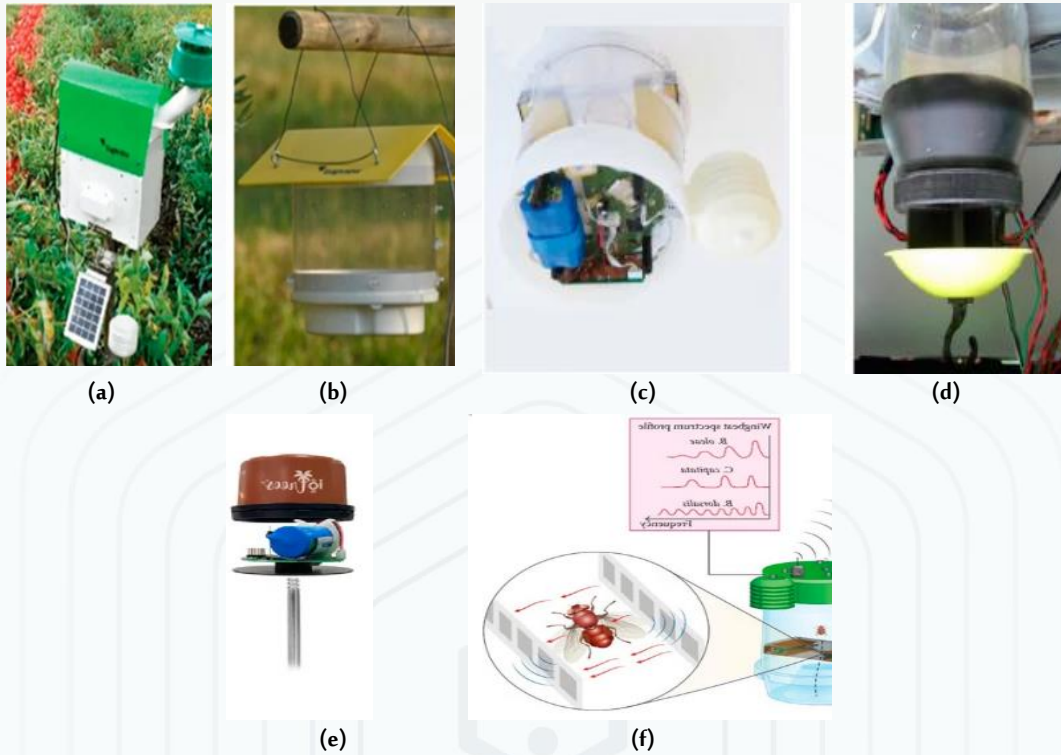 (a)
(b)
(c)
(d)
Wingbeat spectrum profile
B. oleae
C. capitata
B. dorsalis
Frequency
(e)
(f)